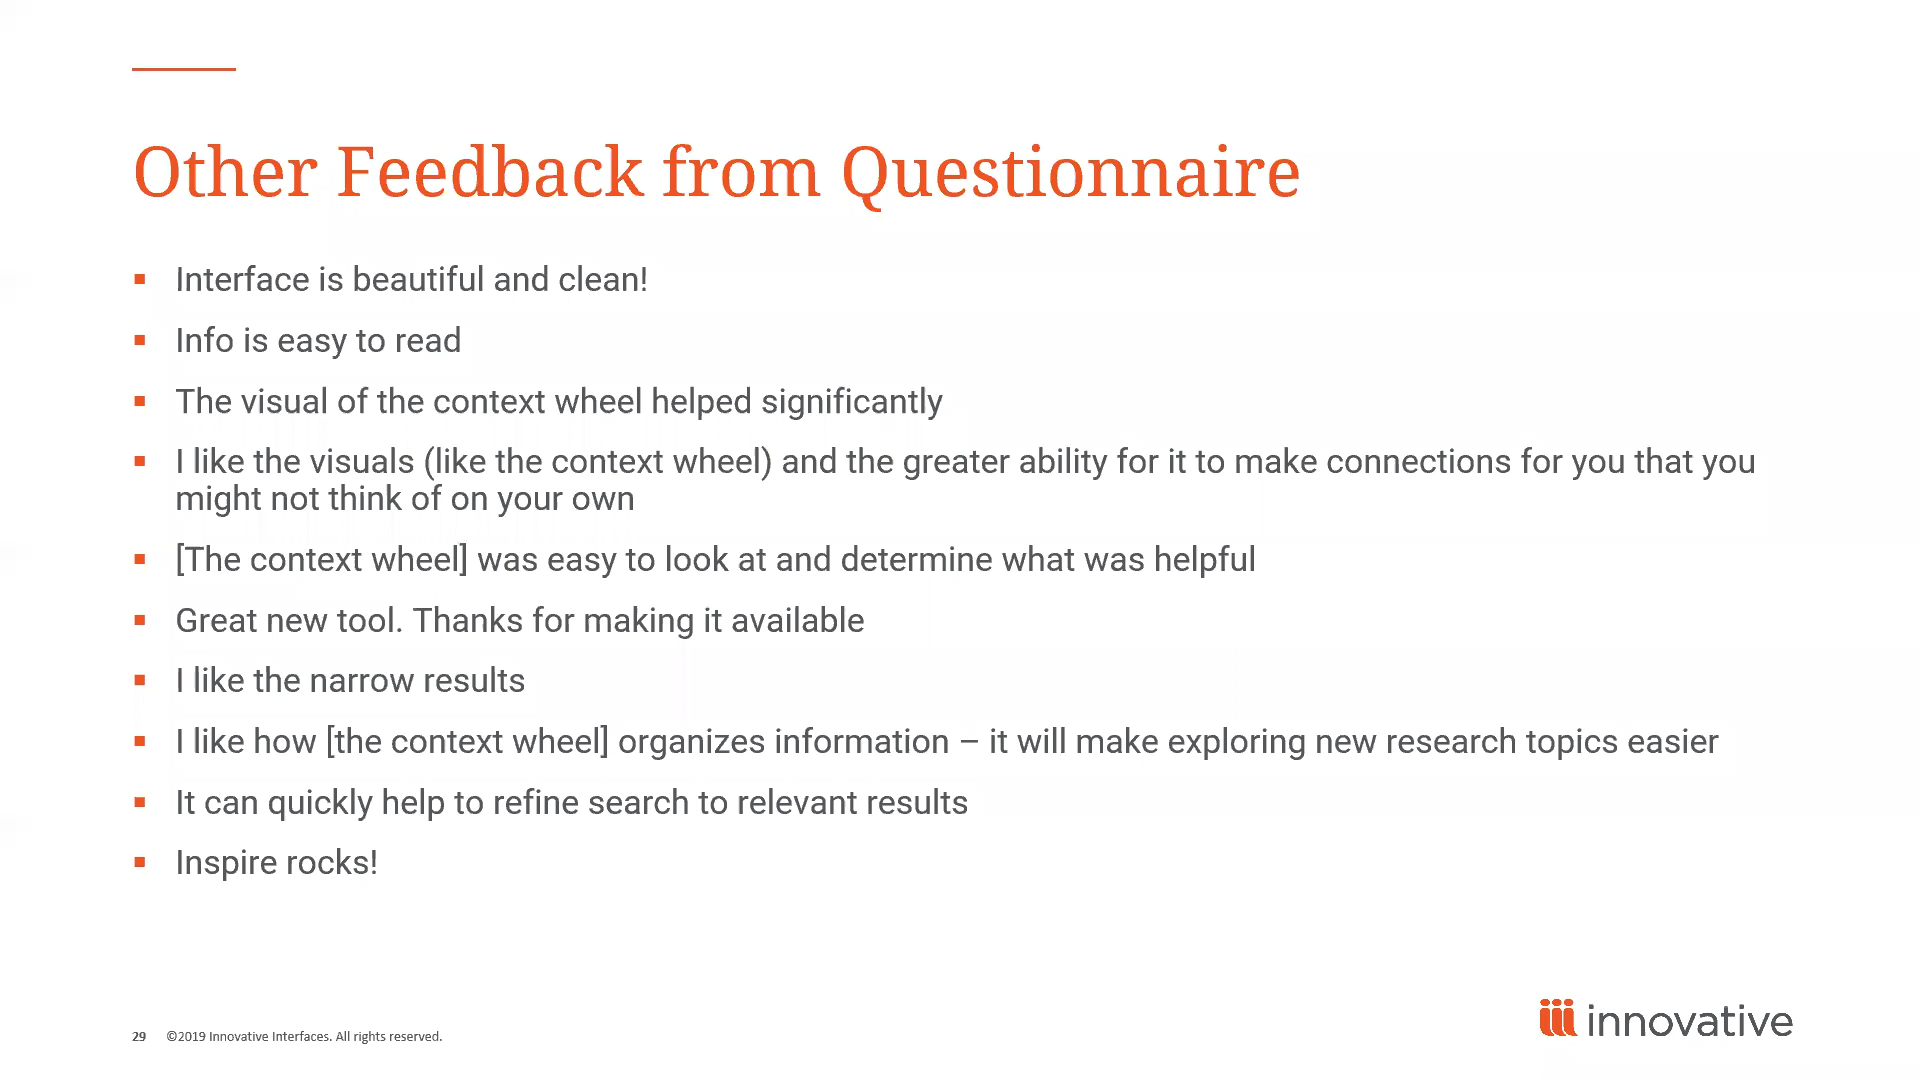 Other Feedback from Questionnaire
▪ Interface is beautiful and clean!
▪ Info is easy to read
▪ The visual of the context wheel helped significantly
▪ I like the visuals (like the context wheel) and the greater ability for it to make connections for you that you
might not think of on your own
▪ [The context wheel] was easy to look at and determine what was helpful
▪ Great new tool. Thanks for making it available
▪ I like the narrow results
▪ I like how [the context wheel] organizes information – it will make exploring new research topics easier
▪ It can quickly help to refine search to relevant results
▪ Inspire rocks!
29 ©2019 Innovative Interfaces. All rights reserved.
iii innovative